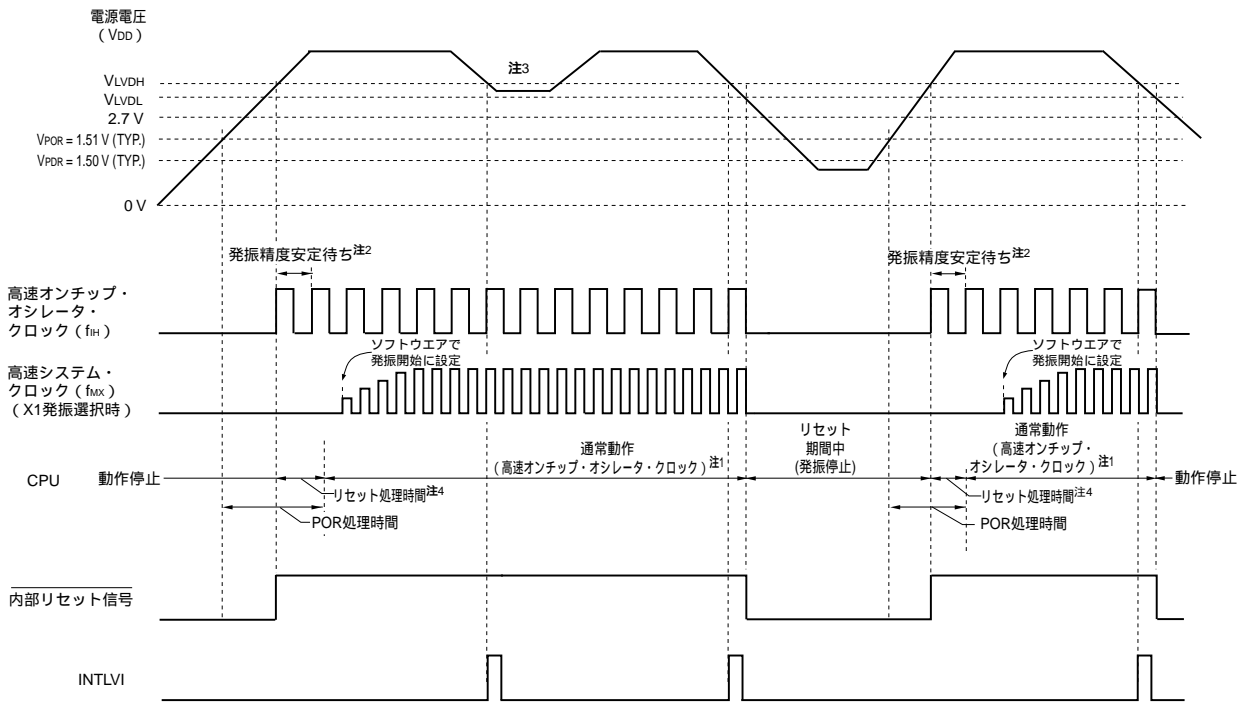 電源電圧
（VDD）
VLVDH
VLVDL
2.7 V
VPOR = 1.51 V (TYP.)
VPDR = 1.50 V (TYP.)
0 V
注3
発振精度安定待ち注2
発振精度安定待ち注2
高速オンチップ・
オシレータ・
クロック（fIH）
ソフトウエアで
発振開始に設定
ソフトウエアで
発振開始に設定
高速システム・
クロック（fMX）
（X1発振選択時）
CPU
動作停止
通常動作
（高速オンチップ・オシレータ・クロック）注1
リセット
期間中
(発振停止)
通常動作
（高速オンチップ・
オシレータ・クロック）注1
動作停止
リセット処理時間注4
リセット処理時間注4
POR処理時間
POR処理時間
内部リセット信号
INTLVI